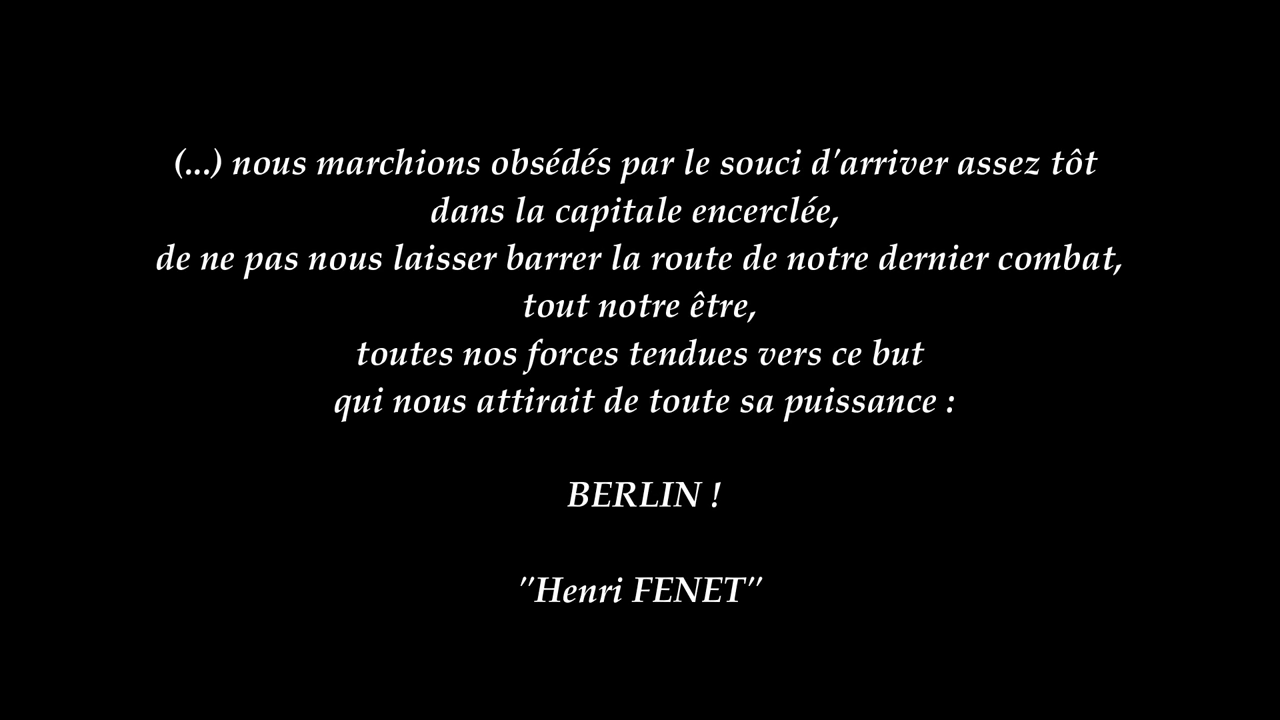 (...) nous marchions obsédés par le souci d'arriver assez tôt
dans la capitale encerclée,
de ne pas nous laisser barrer la route de notre dernier combat,
tout notre être,
toutes nos forces tendues vers ce but
qui nous attirait de toute sa puissance :
BERLIN !
"Henri FENET"